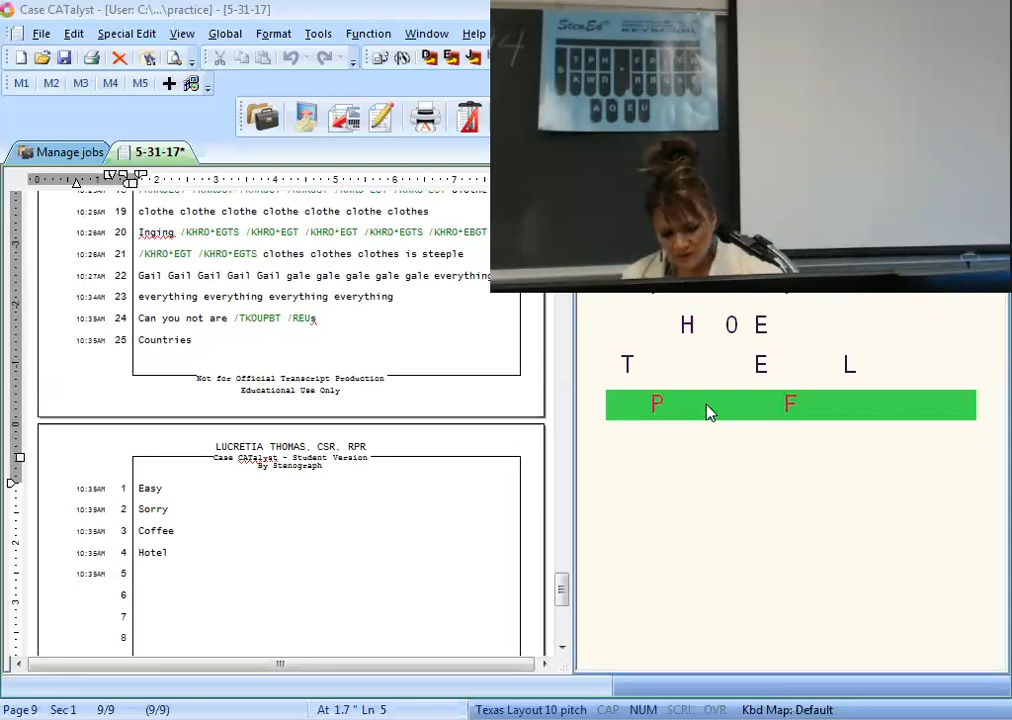 Case CATalyst - [User: C:\...\practice] - [5-31-17]
File Edit Special Edit View Global Format Tools Function Window Help
M1 M2 M3 M4 M5
Manage jobs 5-31-17*
10:26AM 19 clothe clothe clothe clothe clothe clothe clothes
10:26AM 20 Inging /KHRO*EGTS /KHRO*EGT /KHRO*EGT /KHRO*EGTS /KHRO*EBGT
10:26AM 21 /KHRO*EGT /KHRO*EGTS clothes clothes clothes is steeple
10:27AM 22 Gail Gail Gail Gail Gail gale gale gale gale gale everything
10:34AM 23 everything everything everything everything
10:35AM 24 Can you not are /TKOUPBT /REUs
10:35AM 25 Countries
Not for Official Transcript Production
Educational Use Only
LUCRETIA THOMAS, CSR, RPR
Case CATalyst - Student Version
By Stenograph
10:35AM 1 Easy
10:35AM 2 Sorry
10:35AM 3 Coffee
10:35AM 4 Hotel
10:35AM 5
6
7
8
StenEd
KEYBOARD
H O E
T E L
P F
Page 9 Sec 1 9/9 (9/9) At 1.7" Ln 5 Texas Layout 10 pitch CAP NUM SCRL OVR Kbd Map: Default